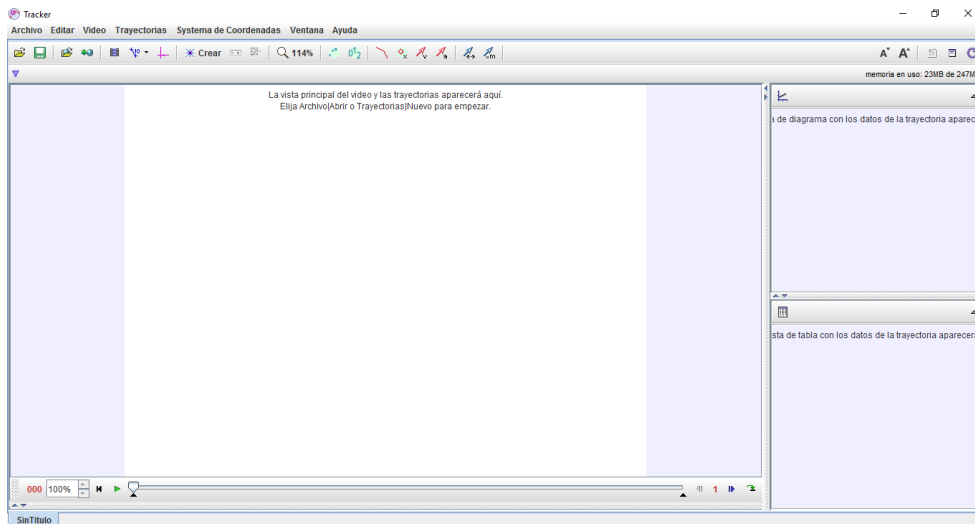 Tracker
Archivo Editar Video Trayectorias Systema de Coordenadas Ventana Ayuda
Crear 114%
memoria en uso: 23MB de 247M
La vista principal del video y las trayectorias aparecerá aquí.
Elija Archivo|Abrir o Trayectorias|Nuevo para empezar.
a de diagrama con los datos de la trayectoria aparec
sta de tabla con los datos de la trayectoria aparecer
000 100% 1
SinTitulo